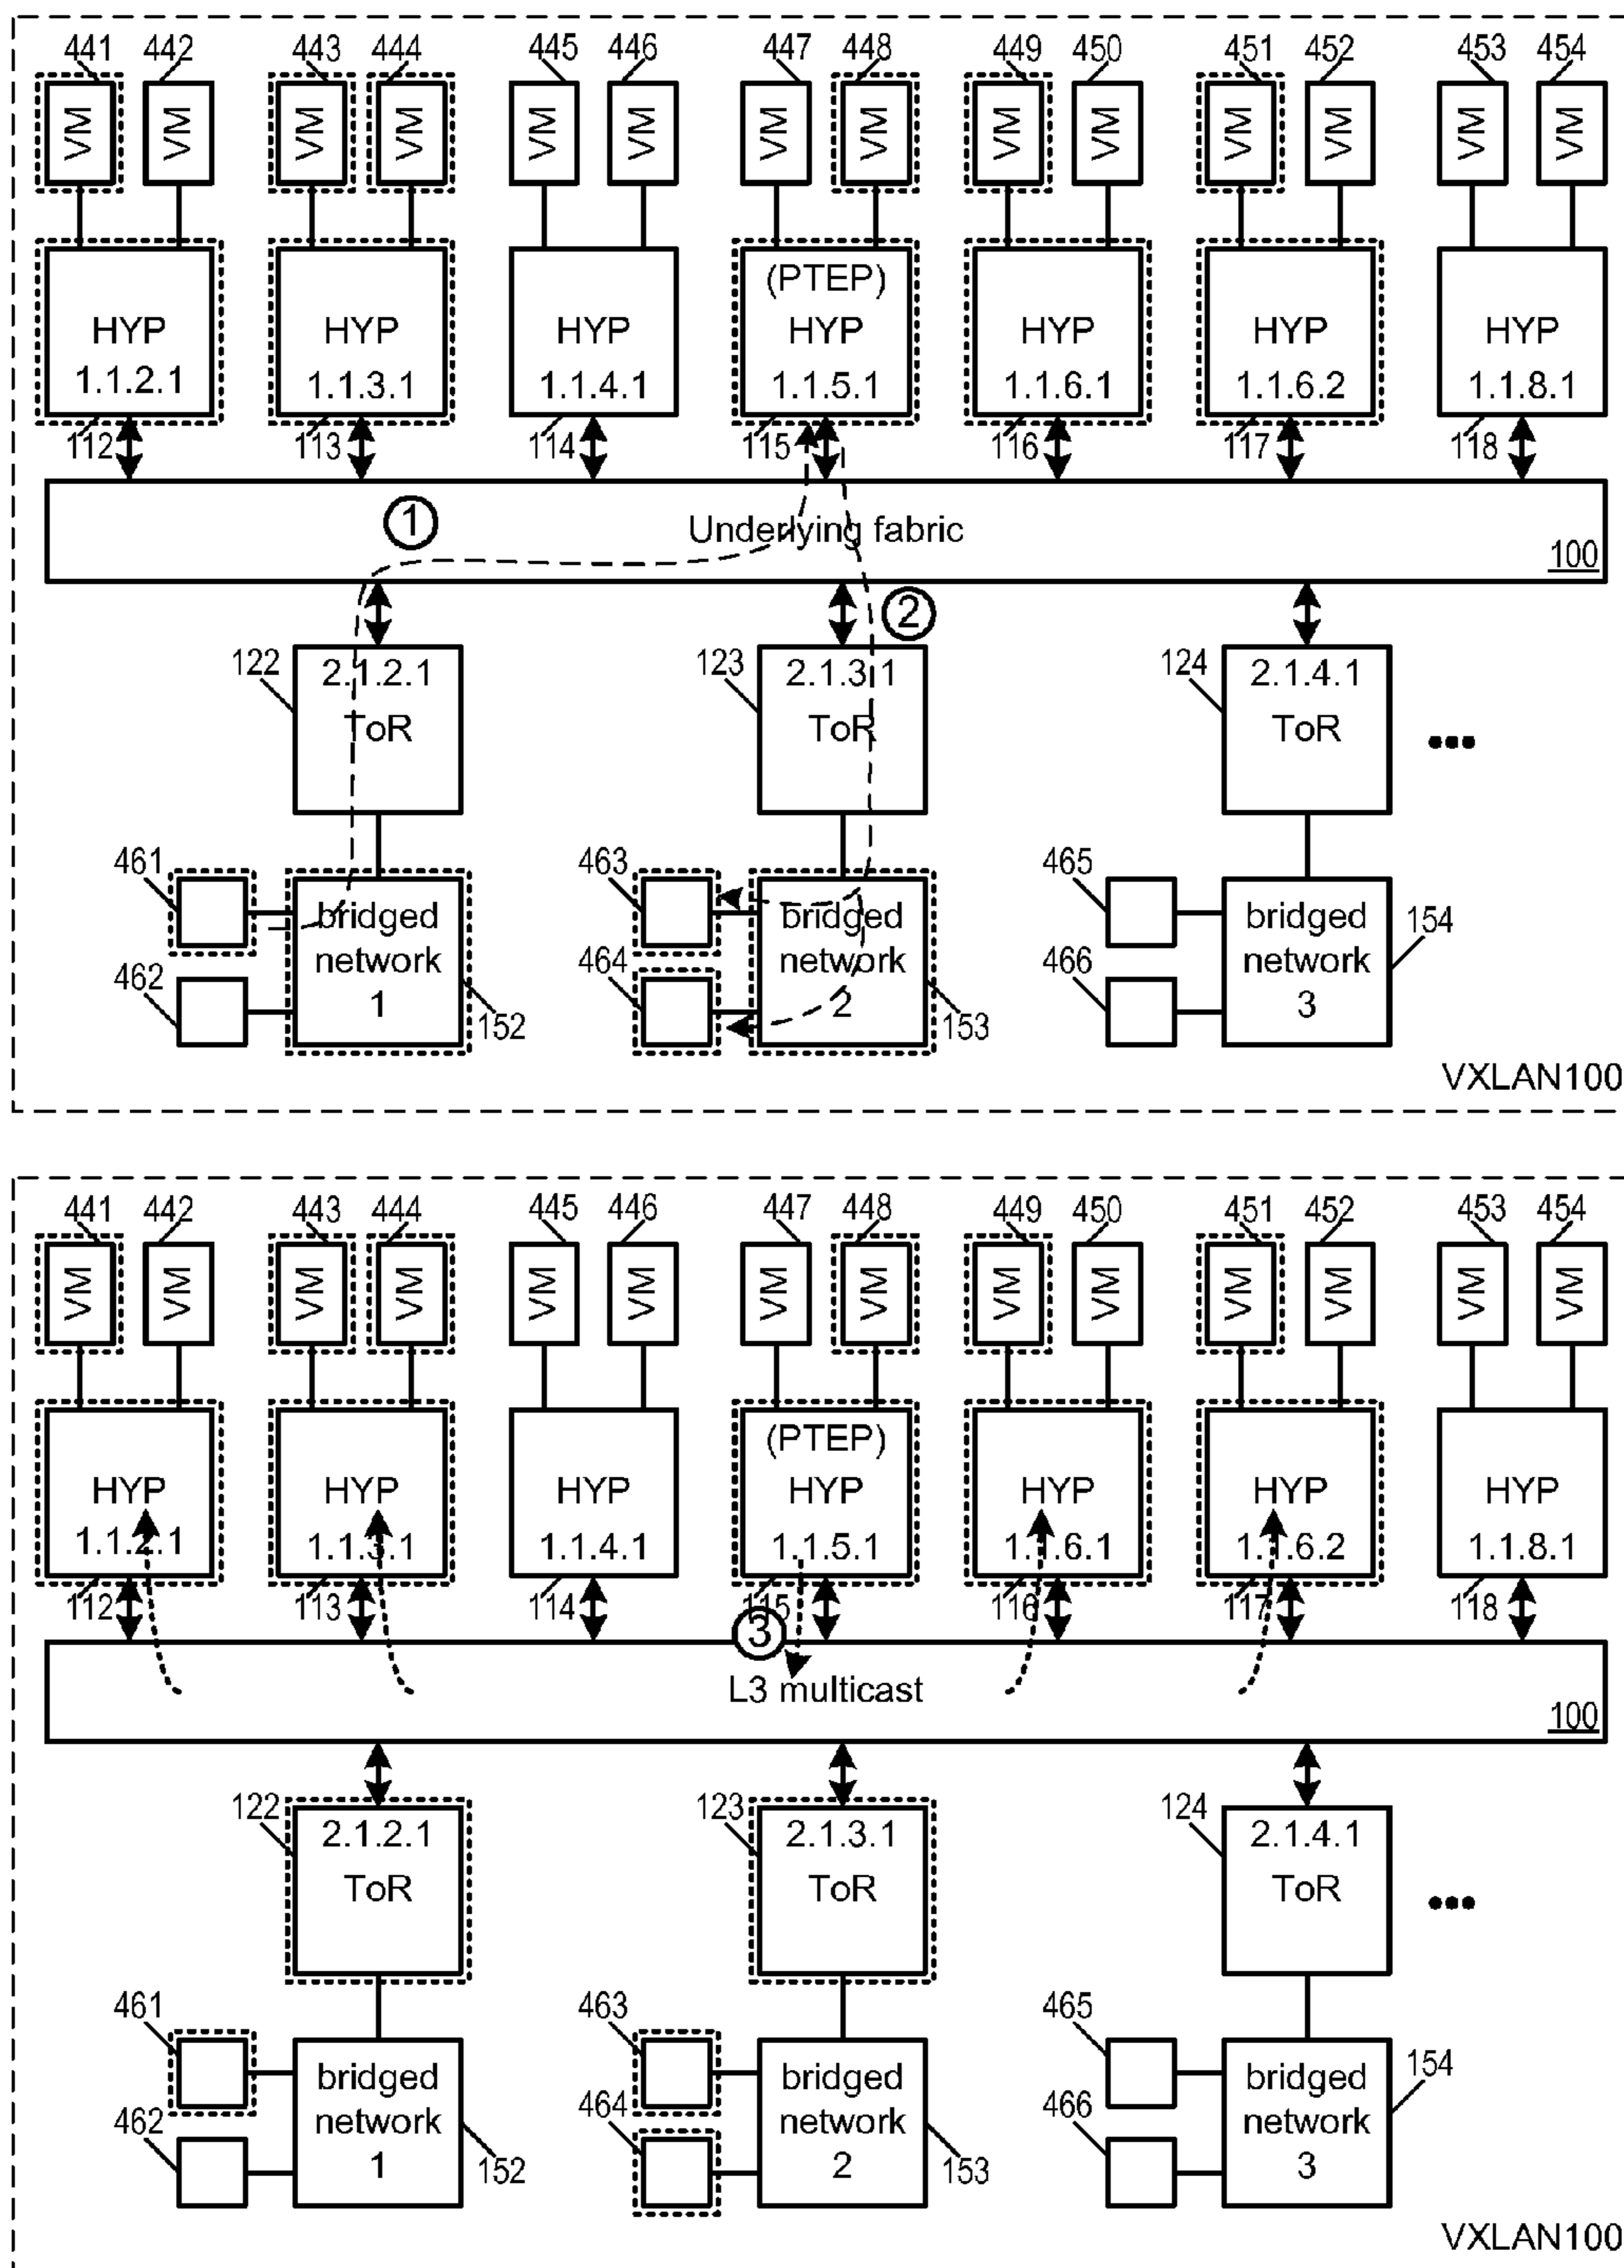 441 442 443 444 445 446 447 448 449 450 451 452 453 454
VM VM VM VM VM VM VM VM VM VM VM VM VM VM
(PTEP)
HYP HYP HYP HYP HYP HYP HYP
1.1.2.1 1.1.3.1 1.1.4.1 1.1.5.1 1.1.6.1 1.1.6.2 1.1.8.1
112 113 114 115 116 117 118
1 Underlying fabric 100
2
122 2.1.2.1 123 2.1.3.1 124 2.1.4.1
ToR ToR ToR
...
461 463 465
bridged bridged bridged 154
462 network 464 network 466 network
1 152 2 153 3
VXLAN100
441 442 443 444 445 446 447 448 449 450 451 452 453 454
VM VM VM VM VM VM VM VM VM VM VM VM VM VM
(PTEP)
HYP HYP HYP HYP HYP HYP HYP
1.1.2.1 1.1.3.1 1.1.4.1 1.1.5.1 1.1.6.1 1.1.6.2 1.1.8.1
112 113 114 115 116 117 118
3
L3 multicast 100
122 2.1.2.1 123 2.1.3.1 124 2.1.4.1
ToR ToR ToR
...
461 463 465
bridged bridged bridged 154
462 network 464 network 466 network
1 152 2 153 3
VXLAN100